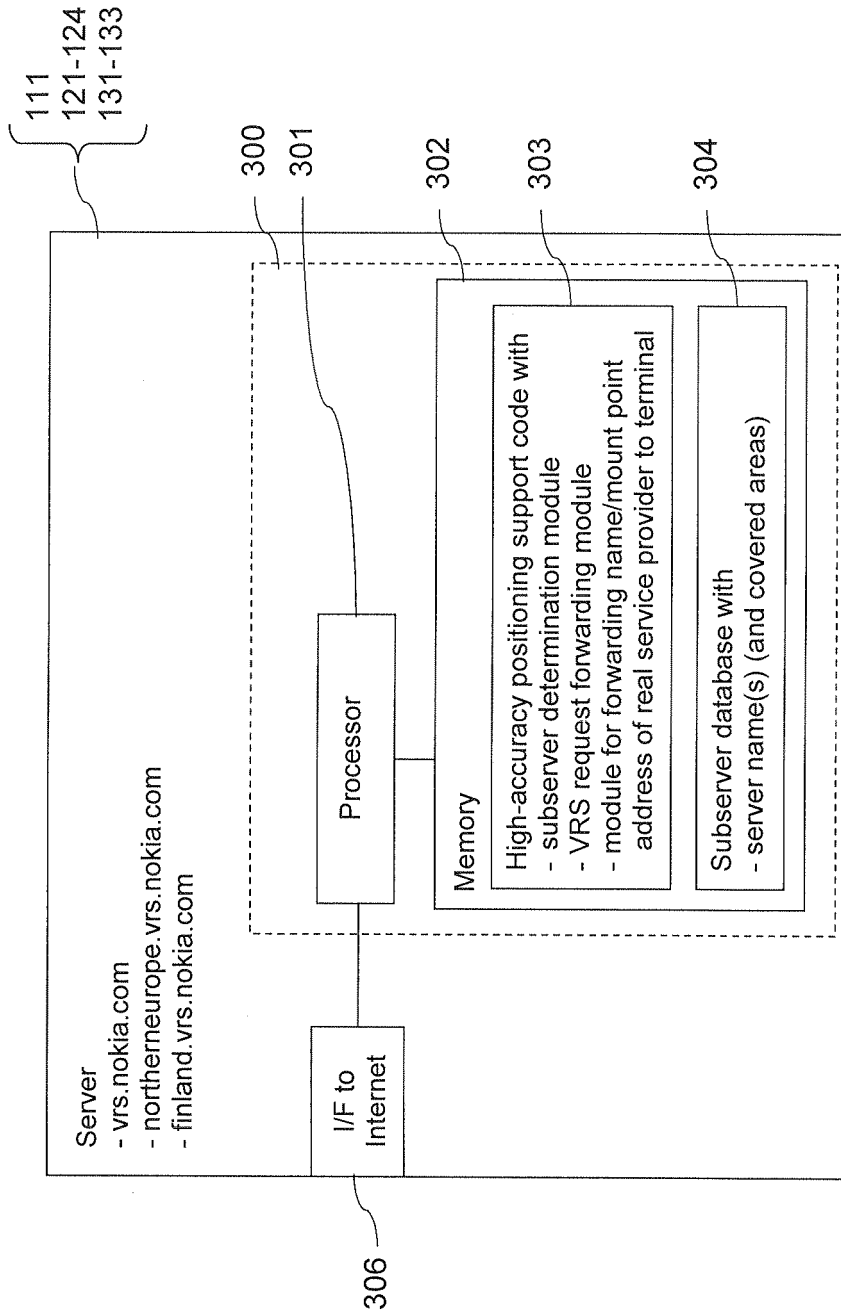 111
121-124
131-133
Server
- vrs.nokia.com
- northerneurope.vrs.nokia.com
- finland.vrs.nokia.com
300
301
Processor
I/F to
Internet
306
302
Memory
303
High-accuracy positioning support code with
- subserver determination module
- VRS request forwarding module
- module for forwarding name/mount point
address of real service provider to terminal
304
Subserver database with
- server name(s) (and covered areas)